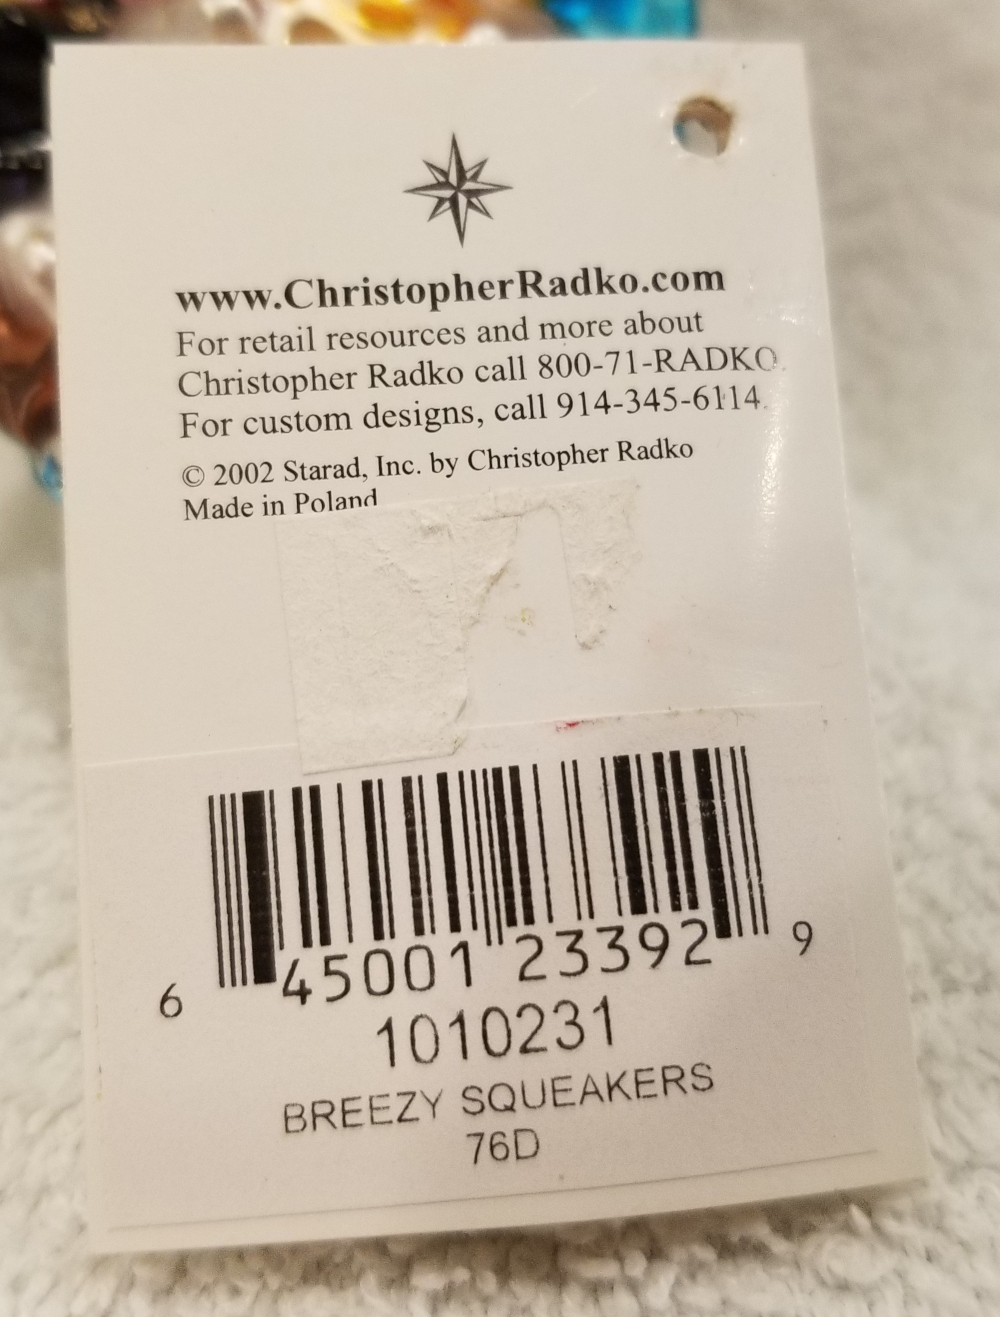 www.ChristopherRadko.com
For retail resources and more about
Christopher Radko call 800-71-RADKO.
For custom designs, call 914-345-6114.
© 2002 Starad, Inc. by Christopher Radko
Made in Poland
6 45001 23392 9
1010231
BREEZY SQUEAKERS
76D